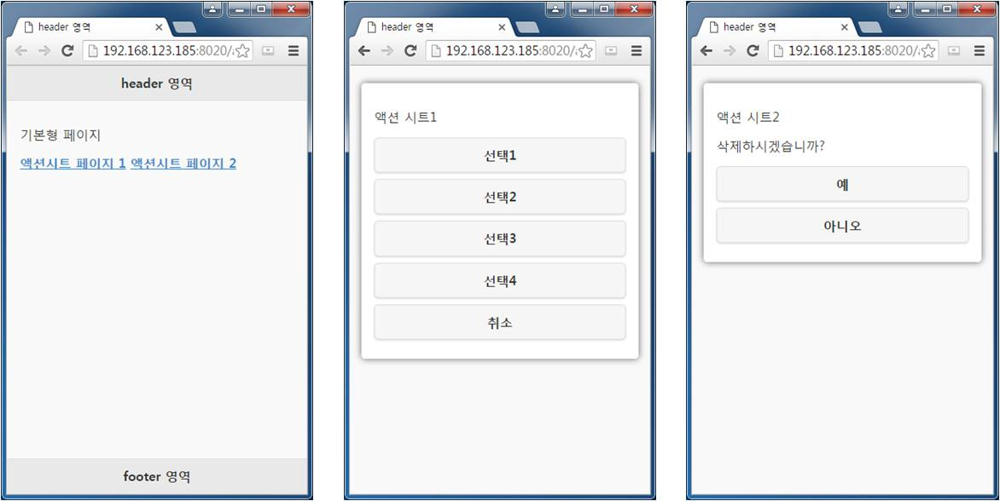 header 영역
192.168.123.185:8020/
header 영역
기본형 페이지
액션시트 페이지 1 액션시트 페이지 2
footer 영역
header 영역
192.168.123.185:8020/
액션 시트1
선택1
선택2
선택3
선택4
취소
header 영역
192.168.123.185:8020/
액션 시트2
삭제하시겠습니까?
예
아니오